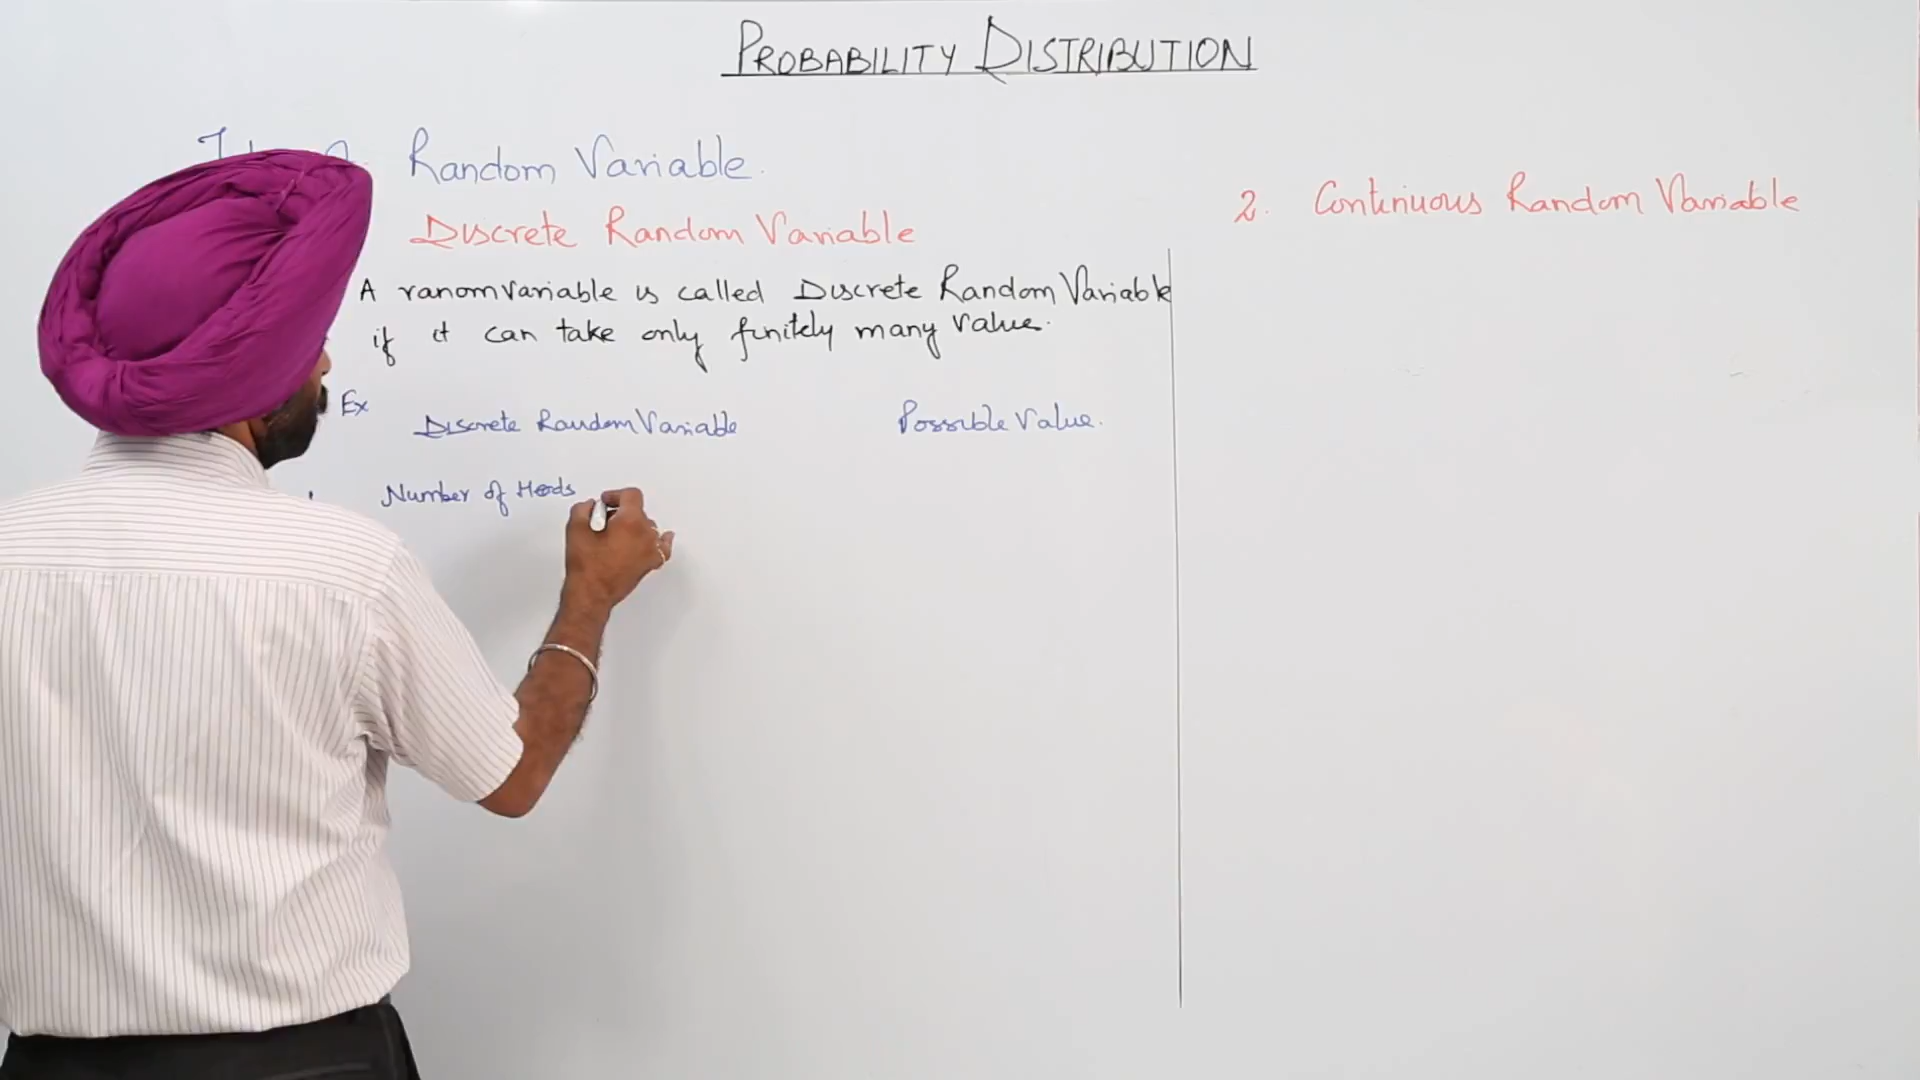 PROBABILITY DISTRIBUTION
Random Variable.
Discrete Random Variable
A ranomvariable is called Discrete Random Variable
if it can take only finitely many Value.
Ex
Discrete Random Variable Possible Value.
Number of Heads
2. Continuous Random Variable